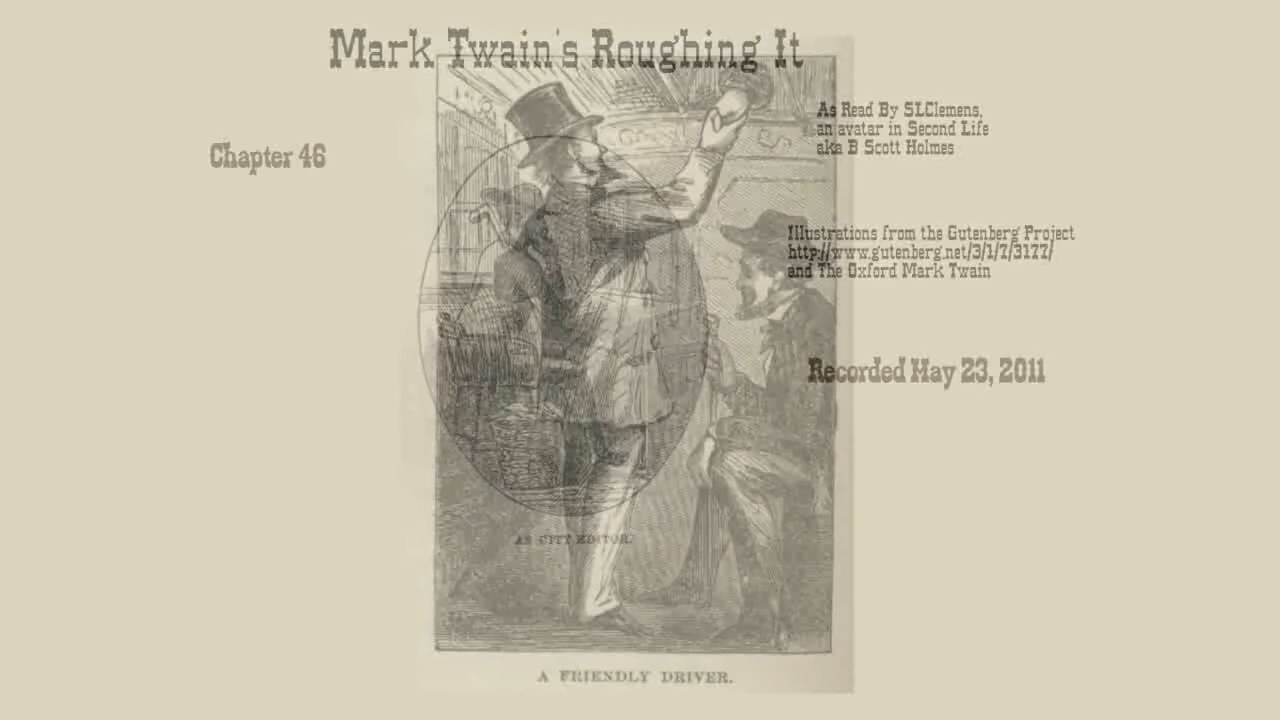 Mark Twain's Roughing It
As Read By SLClemens,
an avatar in Second Life
aka B Scott Holmes
Chapter 46
Illustrations from the Gutenberg Project
http://www.gutenberg.net/3/1/7/3177/
and The Oxford Mark Twain
Recorded May 23, 2011
AS CITY EDITOR.
A FRIENDLY DRIVER.